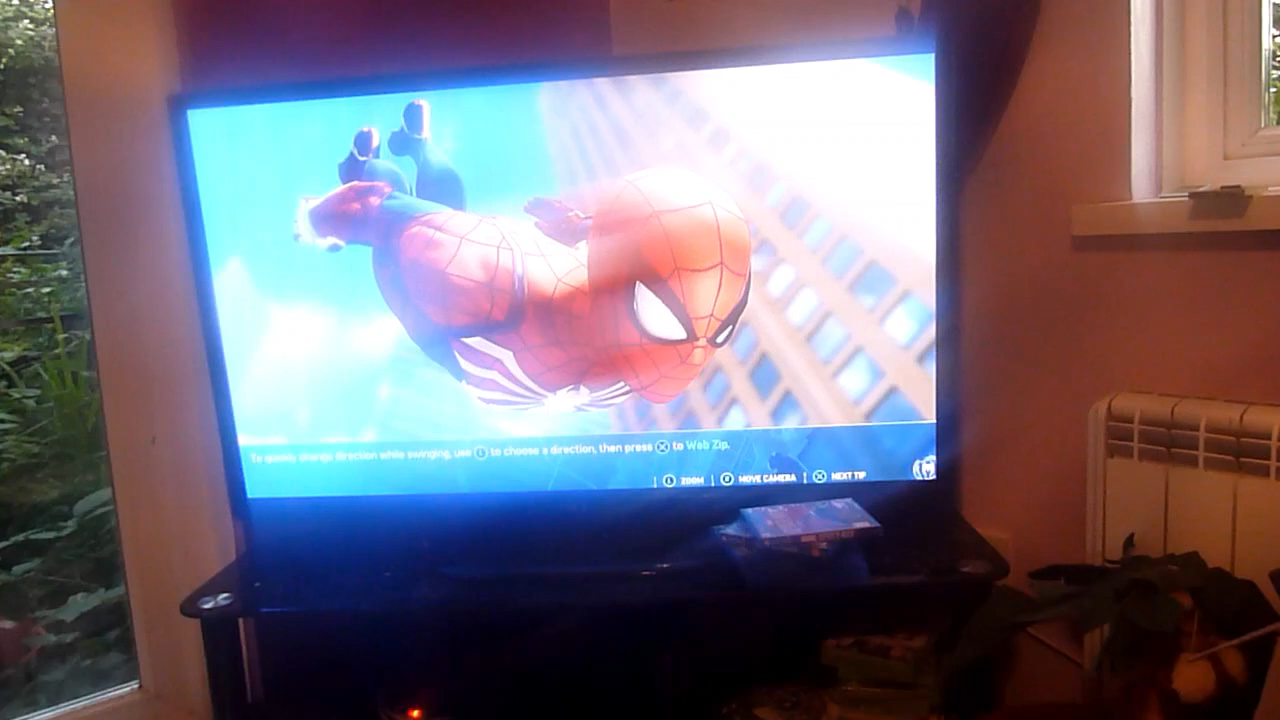 To quickly change direction while swinging, use L to choose a direction, then press X to Web Zip.
L ZOOM | R MOVE CAMERA | X NEXT TIP